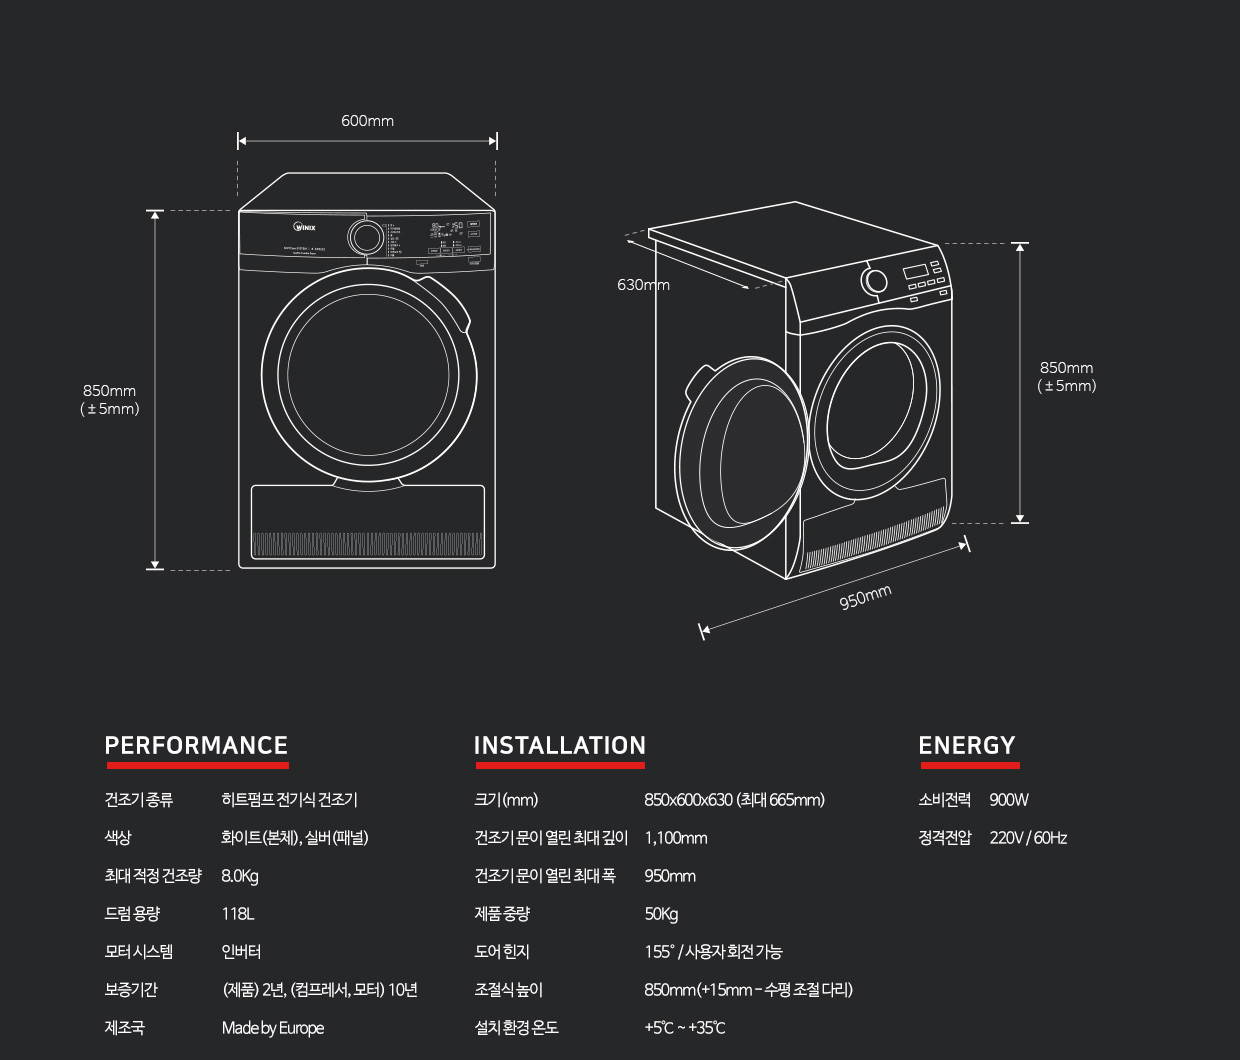 600mm
WINIX
850mm
(±5mm)
630mm
850mm
(±5mm)
950mm
PERFORMANCE
건조기 종류 히트펌프 전기식 건조기
색상 화이트(본체), 실버(패널)
최대 적정 건조량 8.0Kg
드럼 용량 118L
모터 시스템 인버터
보증기간 (제품) 2년, (컴프레서, 모터) 10년
제조국 Made by Europe
INSTALLATION
크기(mm) 850x600x630 (최대 665mm)
건조기 문이 열린 최대 깊이 1,100mm
건조기 문이 열린 최대 폭 950mm
제품 중량 50Kg
도어 힌지 155° / 사용자 회전 가능
조절식 높이 850mm(+15mm - 수평 조절 다리)
설치 환경 온도 +5℃ ~ +35℃
ENERGY
소비전력 900W
정격전압 220V / 60Hz